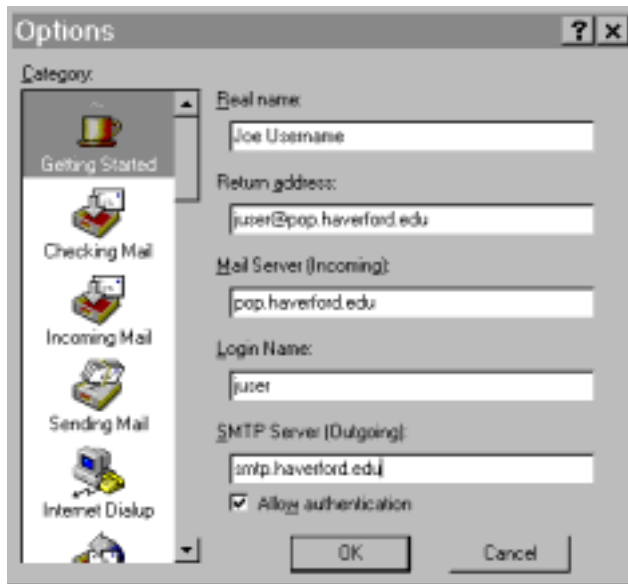 Options
Category:
Getting Started
Checking Mail
Incoming Mail
Sending Mail
Internet Dialup
Real name:
Joe Username
Return address:
juser@pop.haverford.edu
Mail Server (Incoming):
pop.haverford.edu
Login Name:
juser
SMTP Server (Outgoing):
smtp.haverford.edu
Allow authentication
OK
Cancel